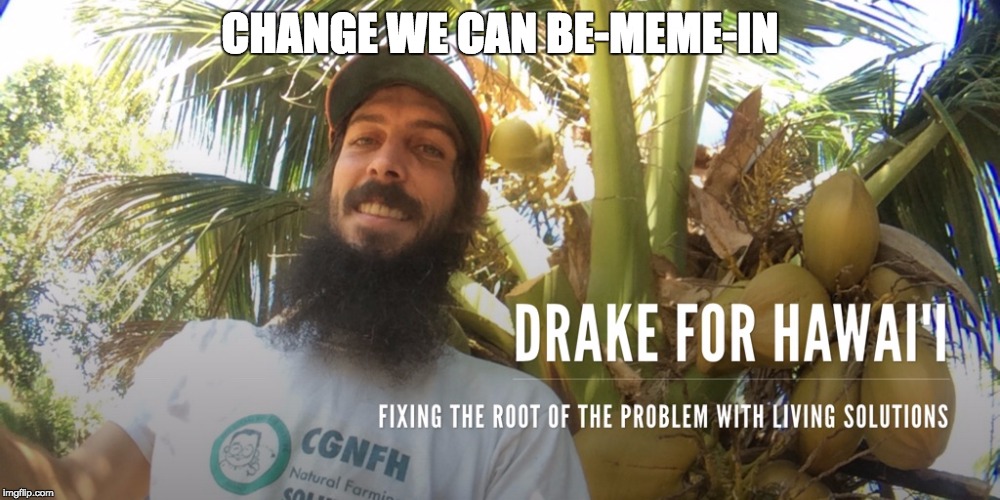 CHANGE WE CAN BE-MEME-IN
DRAKE FOR HAWAI'I
FIXING THE ROOT OF THE PROBLEM WITH LIVING SOLUTIONS
CGNFH
Natural Farmin
imgflip.com